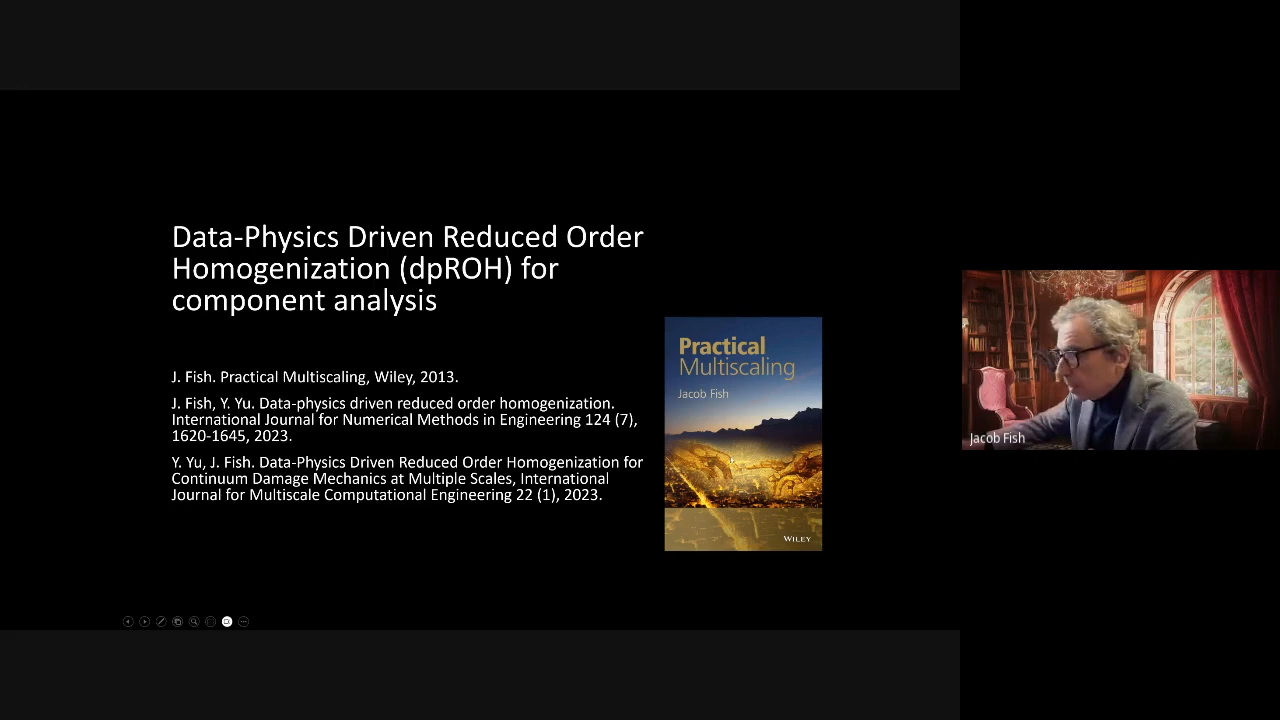 Data-Physics Driven Reduced Order
Homogenization (dpROH) for
component analysis
J. Fish. Practical Multiscaling, Wiley, 2013.
J. Fish, Y. Yu. Data-physics driven reduced order homogenization.
International Journal for Numerical Methods in Engineering 124 (7),
1620-1645, 2023.
Y. Yu, J. Fish. Data-Physics Driven Reduced Order Homogenization for
Continuum Damage Mechanics at Multiple Scales, International
Journal for Multiscale Computational Engineering 22 (1), 2023.
Practical
Multiscaling
Jacob Fish
WILEY
Jacob Fish